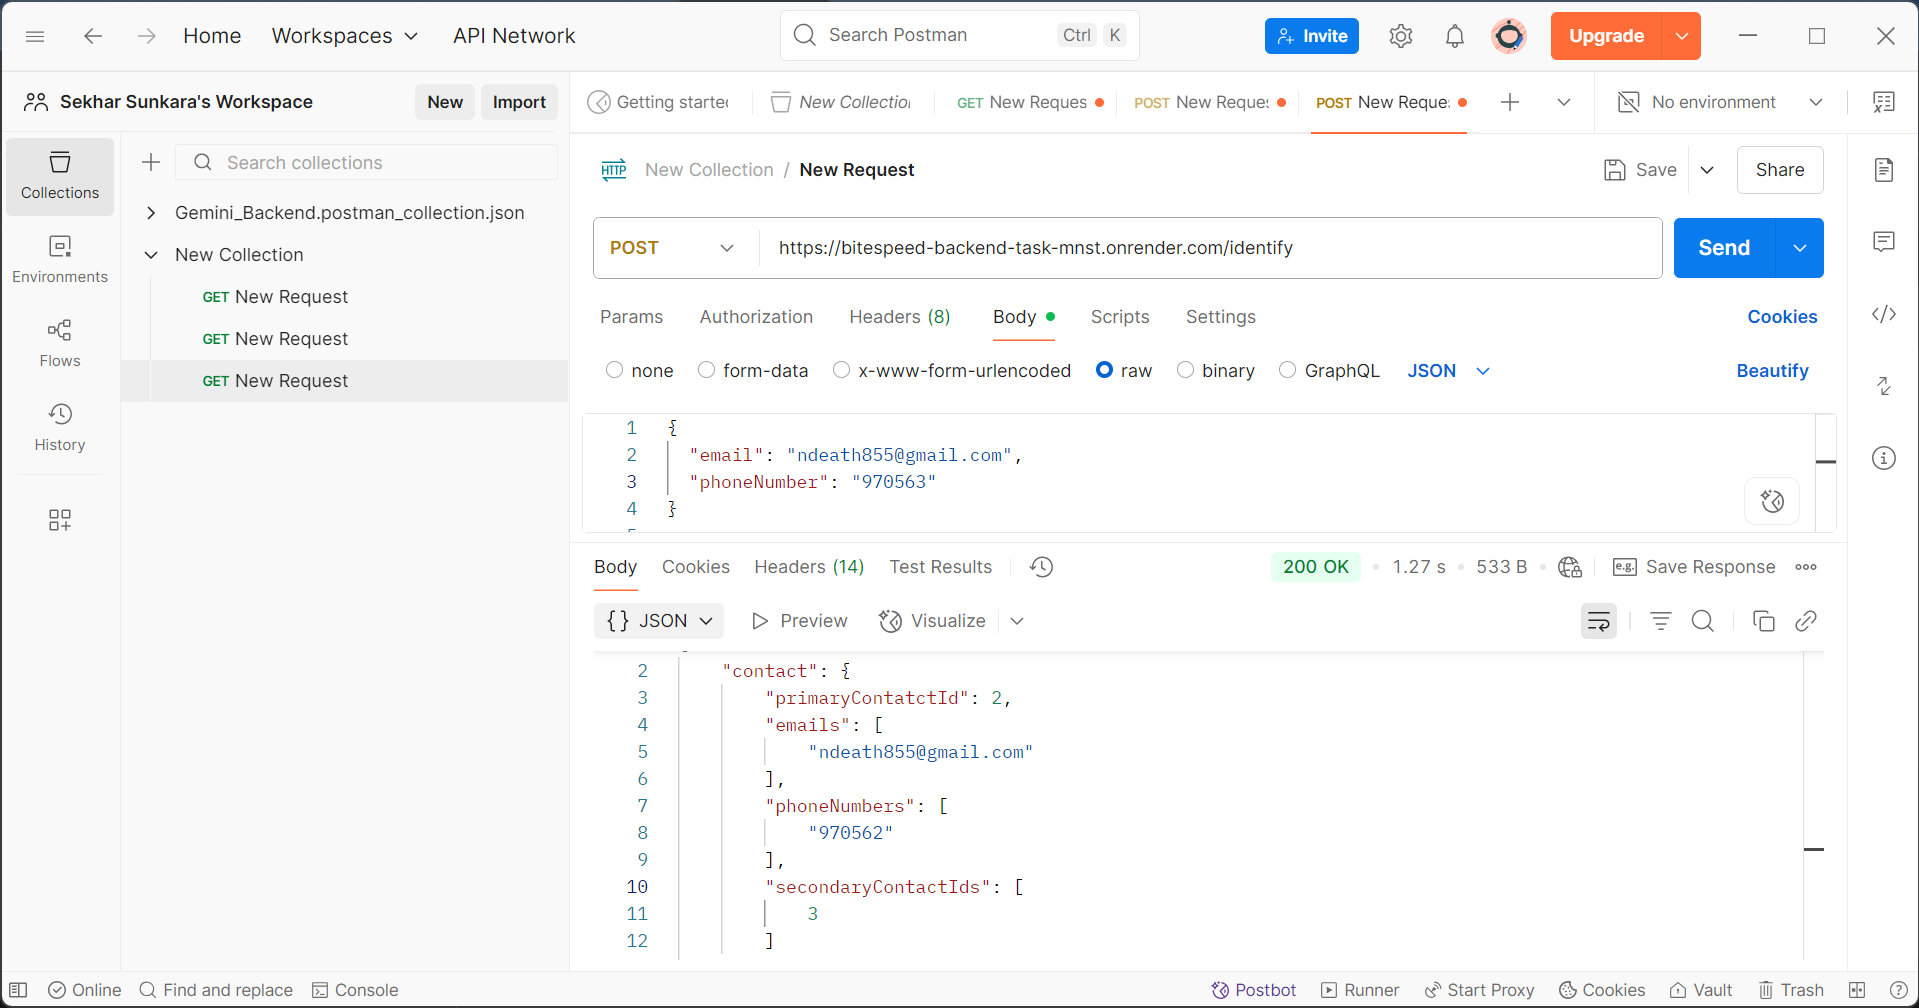 Home Workspaces API Network Search Postman Ctrl K Invite Upgrade
Sekhar Sunkara's Workspace New Import
Getting starte New Collectio GET New Reques POST New Reque POST New Reque No environment
Collections
Environments
Flows
History
Search collections
Gemini_Backend.postman_collection.json
New Collection
GET New Request
GET New Request
GET New Request
HTTP New Collection / New Request Save Share
POST https://bitespeed-backend-task-mnst.onrender.com/identify Send
Params Authorization Headers (8) Body Scripts Settings Cookies
none form-data x-www-form-urlencoded raw binary GraphQL JSON Beautify
1 {
2 "email": "ndeath855@gmail.com",
3 "phoneNumber": "970563"
4 }
Body Cookies Headers (14) Test Results 200 OK • 1.27 s • 533 B • e.g. Save Response
{} JSON Preview Visualize
2 "contact": {
3 "primaryContatctId": 2,
4 "emails": [
5 "ndeath855@gmail.com"
6 ],
7 "phoneNumbers": [
8 "970562"
9 ],
10 "secondaryContactIds": [
11 3
12 ]
Online Find and replace Console Postbot Runner Start Proxy Cookies Vault Trash